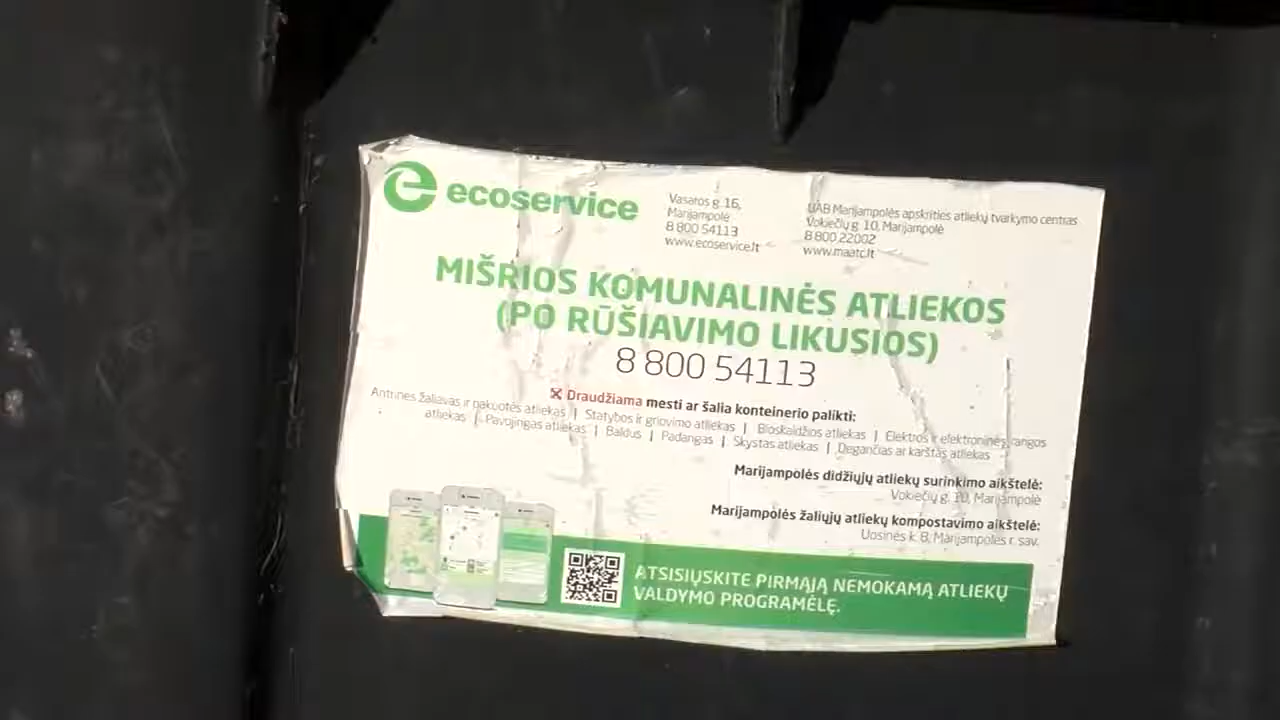 ecoservice
Vasaros g. 16,
Marijampolė
8 800 54113
www.ecoservice.lt
UAB Marijampolės apskrities atliekų tvarkymo centras
Vokiečių g. 10, Marijampolė
8 800 22002
www.maatc.lt
MIŠRIOS KOMUNALINĖS ATLIEKOS
(PO RŪŠIAVIMO LIKUSIOS)
8 800 54113
Draudžiama mesti ar šalia konteinerio palikti:
Antrinės žaliavas ir pakuotės atliekas | Statybos ir griovimo atliekas | Bioskaidžios atliekas | Elektros ir elektroninės įrangos
atliekas | Pavojingas atliekas | Baldus | Padangas | Skystas atliekas | Degančias ar karštas atliekas
Marijampolės didžiųjų atliekų surinkimo aikštelė:
Vokiečių g. 10, Marijampolė
Marijampolės žaliųjų atliekų kompostavimo aikštelė:
Uosinės k. 8, Marijampolės r. sav.
ATSISIŲSKITE PIRMĄJĄ NEMOKAMĄ ATLIEKŲ
VALDYMO PROGRAMĖLĘ.